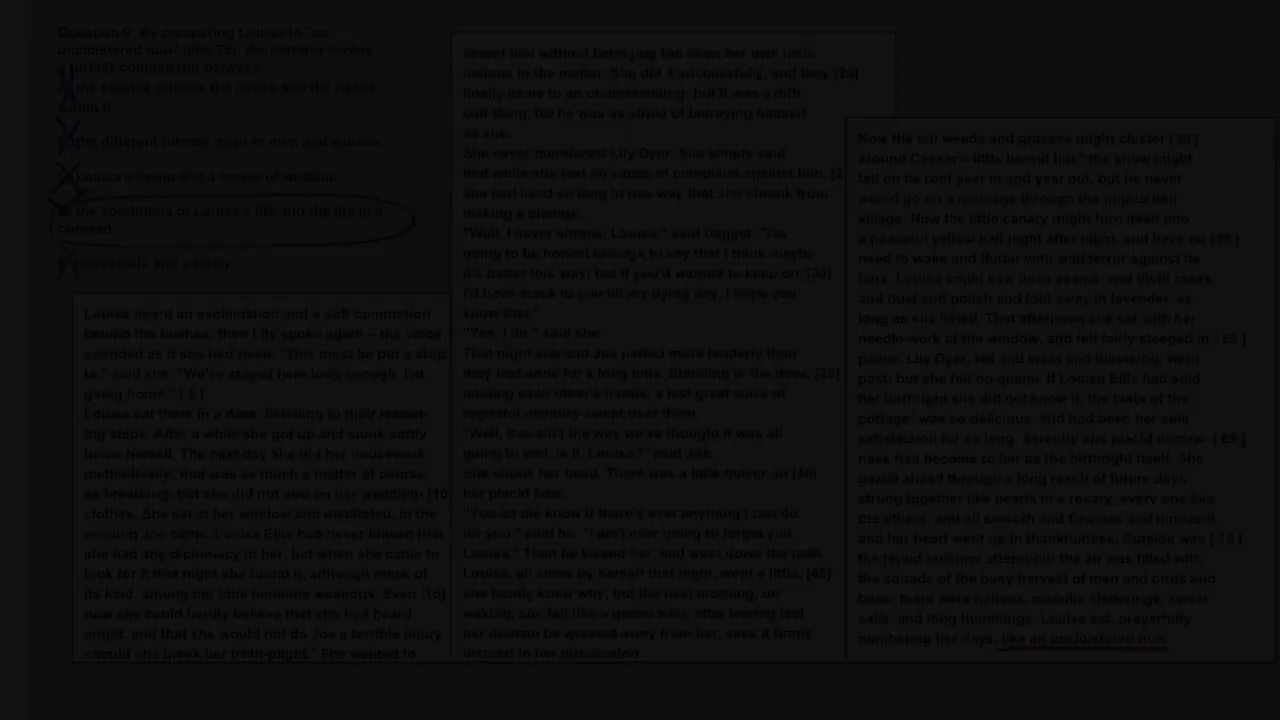 Question 9: By comparing Louisa to "an
uncloistered nun" (line 75), the narrator invites
a further comparison between
the sounds outside the house and the peace
within it
the different futures open to men and women
Louisa's house and a house of worship
the conditions of Louisa's life and the life in a
convent
individuals and society
Louisa heard an exclamation and a soft commotion
behind the bushes; then Lily spoke again – the voice
sounded as if she had risen. "This must be put a stop
to," said she. "We've stayed here long enough. I'm
going home." [ 5 ]
Louisa sat there in a daze, listening to their retreat-
ing steps. After a while she got up and slunk softly
home herself. The next day she did her housework
methodically; that was as much a matter of course
as breathing; but she did not sew on her wedding- [10
clothes. She sat at her window and meditated. In the
evening Joe came. Louisa Ellis had never known that
she had any diplomacy in her, but when she came to
look for it that night she found it, although meek of
its kind, among her little feminine weapons. Even [15]
now she could hardly believe that she had heard
aright, and that she would not do Joe a terrible injury
should she break her troth-plight.¹ She wanted to
sound him without betraying too soon her own incli-
nations in the matter. She did it successfully, and they [20]
finally came to an understanding; but it was a diffi-
cult thing, for he was as afraid of betraying himself
as she.
She never mentioned Lily Dyer. She simply said
that while she had no cause of complaint against him, [2
she had lived so long in one way that she shrank from
making a change.
"Well, I never shrank, Louisa," said Dagget. "I'm
going to be honest enough to say that I think maybe
it's better this way; but if you'd wanted to keep on, [30]
I'd have stuck to you till my dying day. I hope you
know that."
"Yes, I do," said she.
That night she and Joe parted more tenderly than
they had done for a long time. Standing in the door, [35]
holding each other's hands, a last great wave of
regretful memory swept over them.
"Well, this ain't the way we've thought it was all
going to end, is it, Louisa?" said Joe.
She shook her head. There was a little quiver on [40]
her placid face.
"You let me know if there's ever anything I can do
for you," said he. "I ain't ever going to forget you,
Louisa." Then he kissed her, and went down the path.
Louisa, all alone by herself that night, wept a little, [45]
she hardly knew why; but the next morning, on
waking, she felt like a queen who, after fearing lest
her domain be wrested away from her, sees it firmly
insured in her possession.
Now the tall weeds and grasses might cluster [ 50 ]
around Caesar's little hermit hut,² the snow might
fall on its roof year in and year out, but he never
would go on a rampage through the unguarded
village. Now the little canary might turn itself into
a peaceful yellow ball night after night, and have no [ 55 ]
need to wake and flutter with wild terror against its
bars. Louisa could sew linen seams, and distil roses,
and dust and polish and fold away in lavender, as
long as she listed. That afternoon she sat with her
needle-work at the window, and felt fairly steeped in [ 60 ]
peace. Lily Dyer, tall and erect and blooming, went
past; but she felt no qualm. If Louisa Ellis had sold
her birthright she did not know it, the taste of the
pottage³ was so delicious, and had been her sole
satisfaction for so long. Serenity and placid narrow- [ 65 ]
ness had become to her as the birthright itself. She
gazed ahead through a long reach of future days
strung together like pearls in a rosary, every one like
the others, and all smooth and flawless and innocent,
and her heart went up in thankfulness. Outside was [ 70 ]
the fervid summer afternoon; the air was filled with
the sounds of the busy harvest of men and birds and
bees; there were halloos, metallic clatterings, sweet
calls, and long hummings. Louisa sat, prayerfully
numbering her days, like an uncloistered nun.